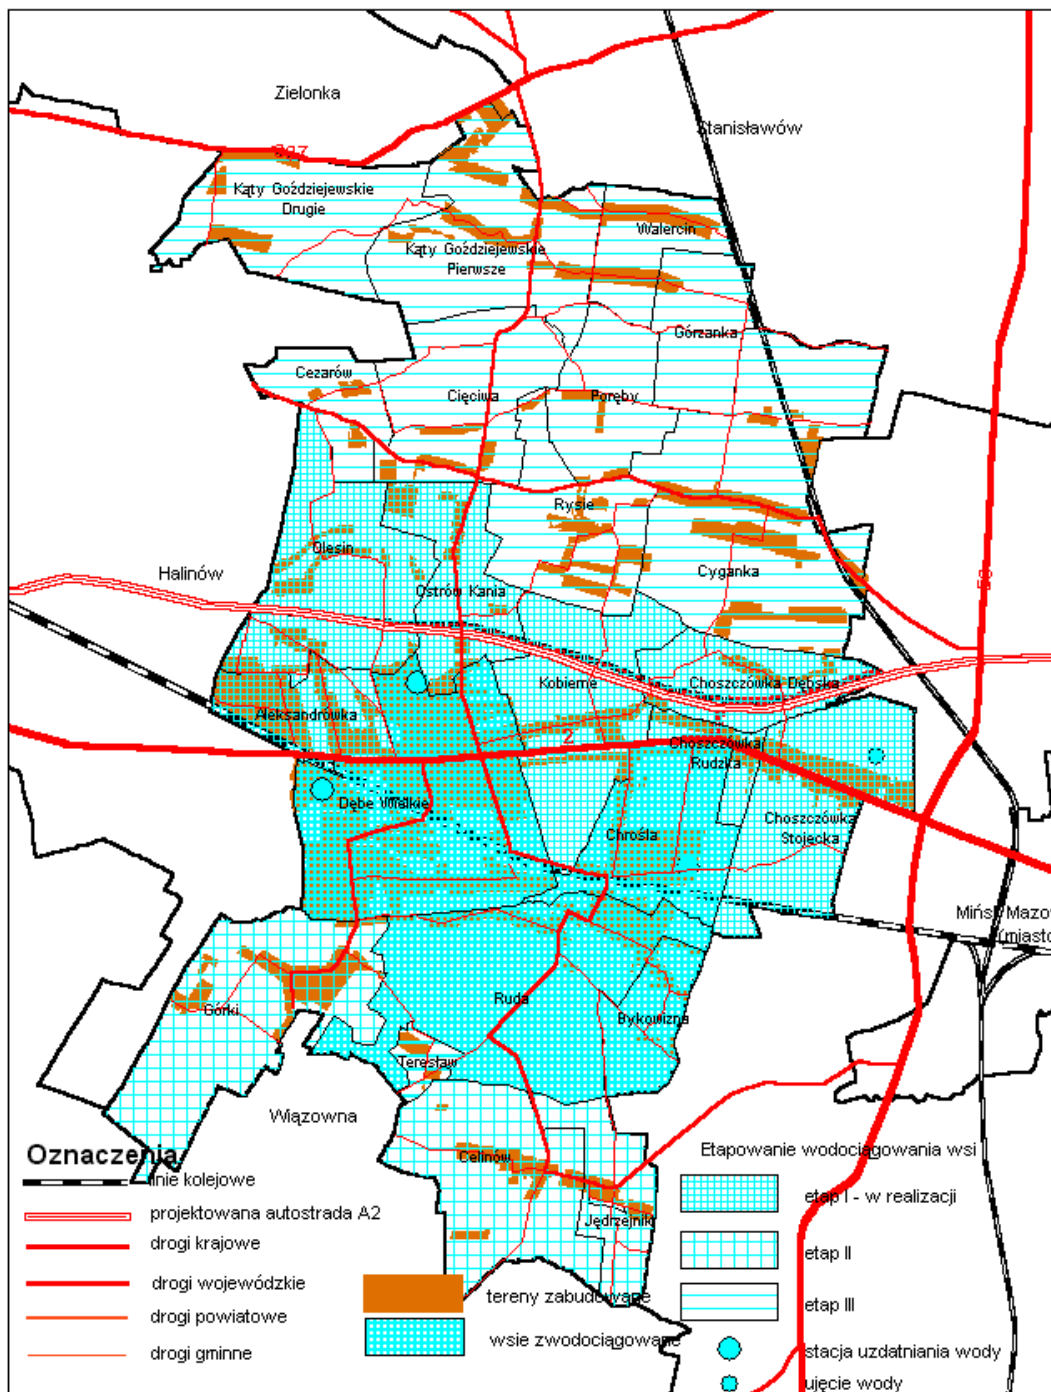 Zielonka
Stanisławów
Kąty Goździejewskie
Drugie
Walercin
Kąty Goździejewskie
Pierwsze
Górzanka
Cezarów
Cięciwa
Poręby
Rysie
Olesin
Halinów
Ostrów Kania
Cyganka
Kobierne
Choszczówka Dębska
Aleksandrówka
2
Choszczówka
Rudzka
Dębe Wielkie
Chrośla
Choszczówka
Stojecka
Mińsk Mazo
(miasto
Ruda
Górki
Bykowizna
Teresław
Wiązowna
Celinów
Jędrzejnik
Oznaczenia
linie kolejowe
projektowana autostrada A2
drogi krajowe
drogi wojewódzkie
drogi powiatowe
drogi gminne
tereny zabudowane
wsie zwodociągowane
Etapowanie wodociągowania wsi
etap I - w realizacji
etap II
etap III
stacja uzdatniania wody
ujęcie wody